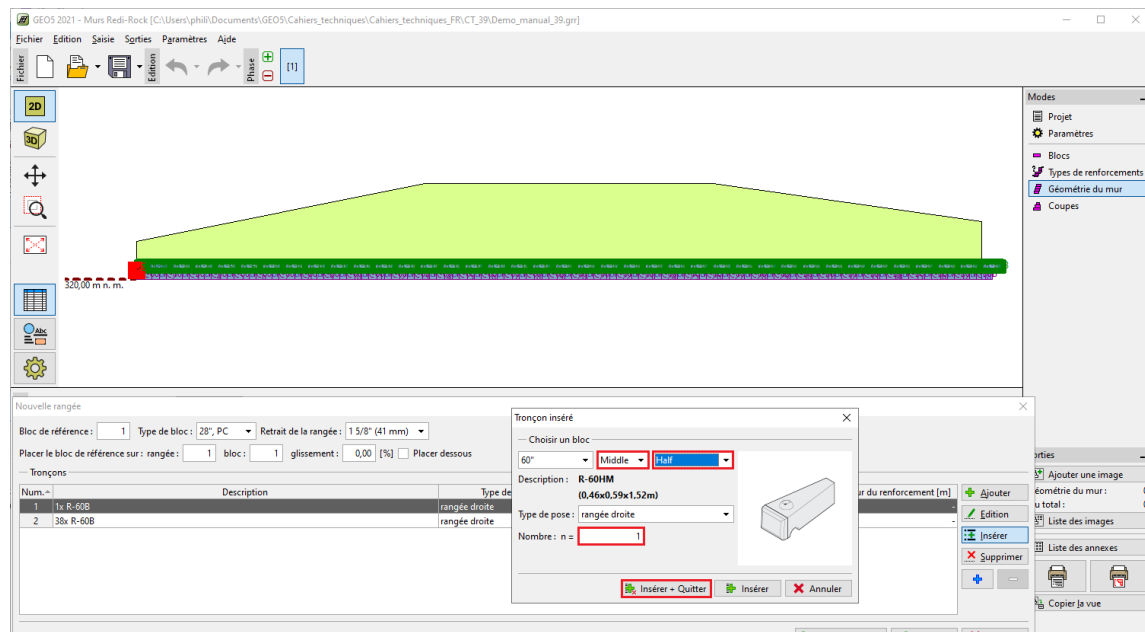 GEO5 2021 - Murs Redi-Rock [C:\Users\phili\Documents\GEO5\Cahiers_techniques\Cahiers_techniques_FR\CT_39\Demo_manual_39.grr]
Fichier Edition Saisie Sorties Paramètres Aide
Fichier Edition Phase [1]
2D
3D
Abc
320,00 m n. m.
Modes
Projet
Paramètres
Blocs
Types de renforcements
Géométrie du mur
Coupes
Nouvelle rangée
Bloc de référence : 1 Type de bloc : 28", PC Retrait de la rangée : 1 5/8" (41 mm)
Placer le bloc de référence sur : rangée : 1 bloc : 1 glissement : 0,00 [%] Placer dessous
Tronçons
Num. Description Type de ur du renforcement [m]
1 1x R-60B rangée droite
2 38x R-60B rangée droite
Ajouter
Edition
Insérer
Supprimer
Tronçon inséré
Choisir un bloc
60" Middle Half
Description : R-60HM
(0,46x0,59x1,52m)
Type de pose : rangée droite
Nombre : n = 1
Insérer + Quitter Insérer Annuler
orties
Ajouter une image
éométrie du mur :
u total :
Liste des images
Liste des annexes
Copier la vue